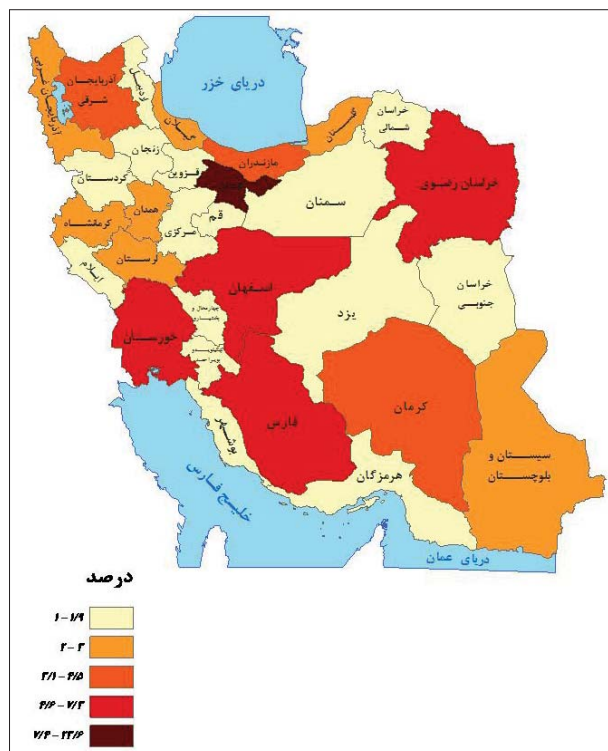 دریای خزر
آذربایجان غربی
آذربایجان
شرقی
اردبیل
گیلان
گلستان
خراسان
شمالی
خراسان رضوی
مازندران
زنجان
قزوین
کردستان
سمنان
همدان
قم
مرکزی
کرمانشاه
لرستان
ایلام
اصفهان
خراسان
جنوبی
یزد
چهارمحال و
بختیاری
خوزستان
بویراحمد
فارس
کرمان
بوشهر
سیستان و
بلوچستان
هرمزگان
خلیج فارس
دریای عمان
درصد
۱ – ۱/۹
۲ – ۳
۳/۱ – ۴/۵
۴/۶ – ۷/۳
۷/۴ – ۲۳/۶